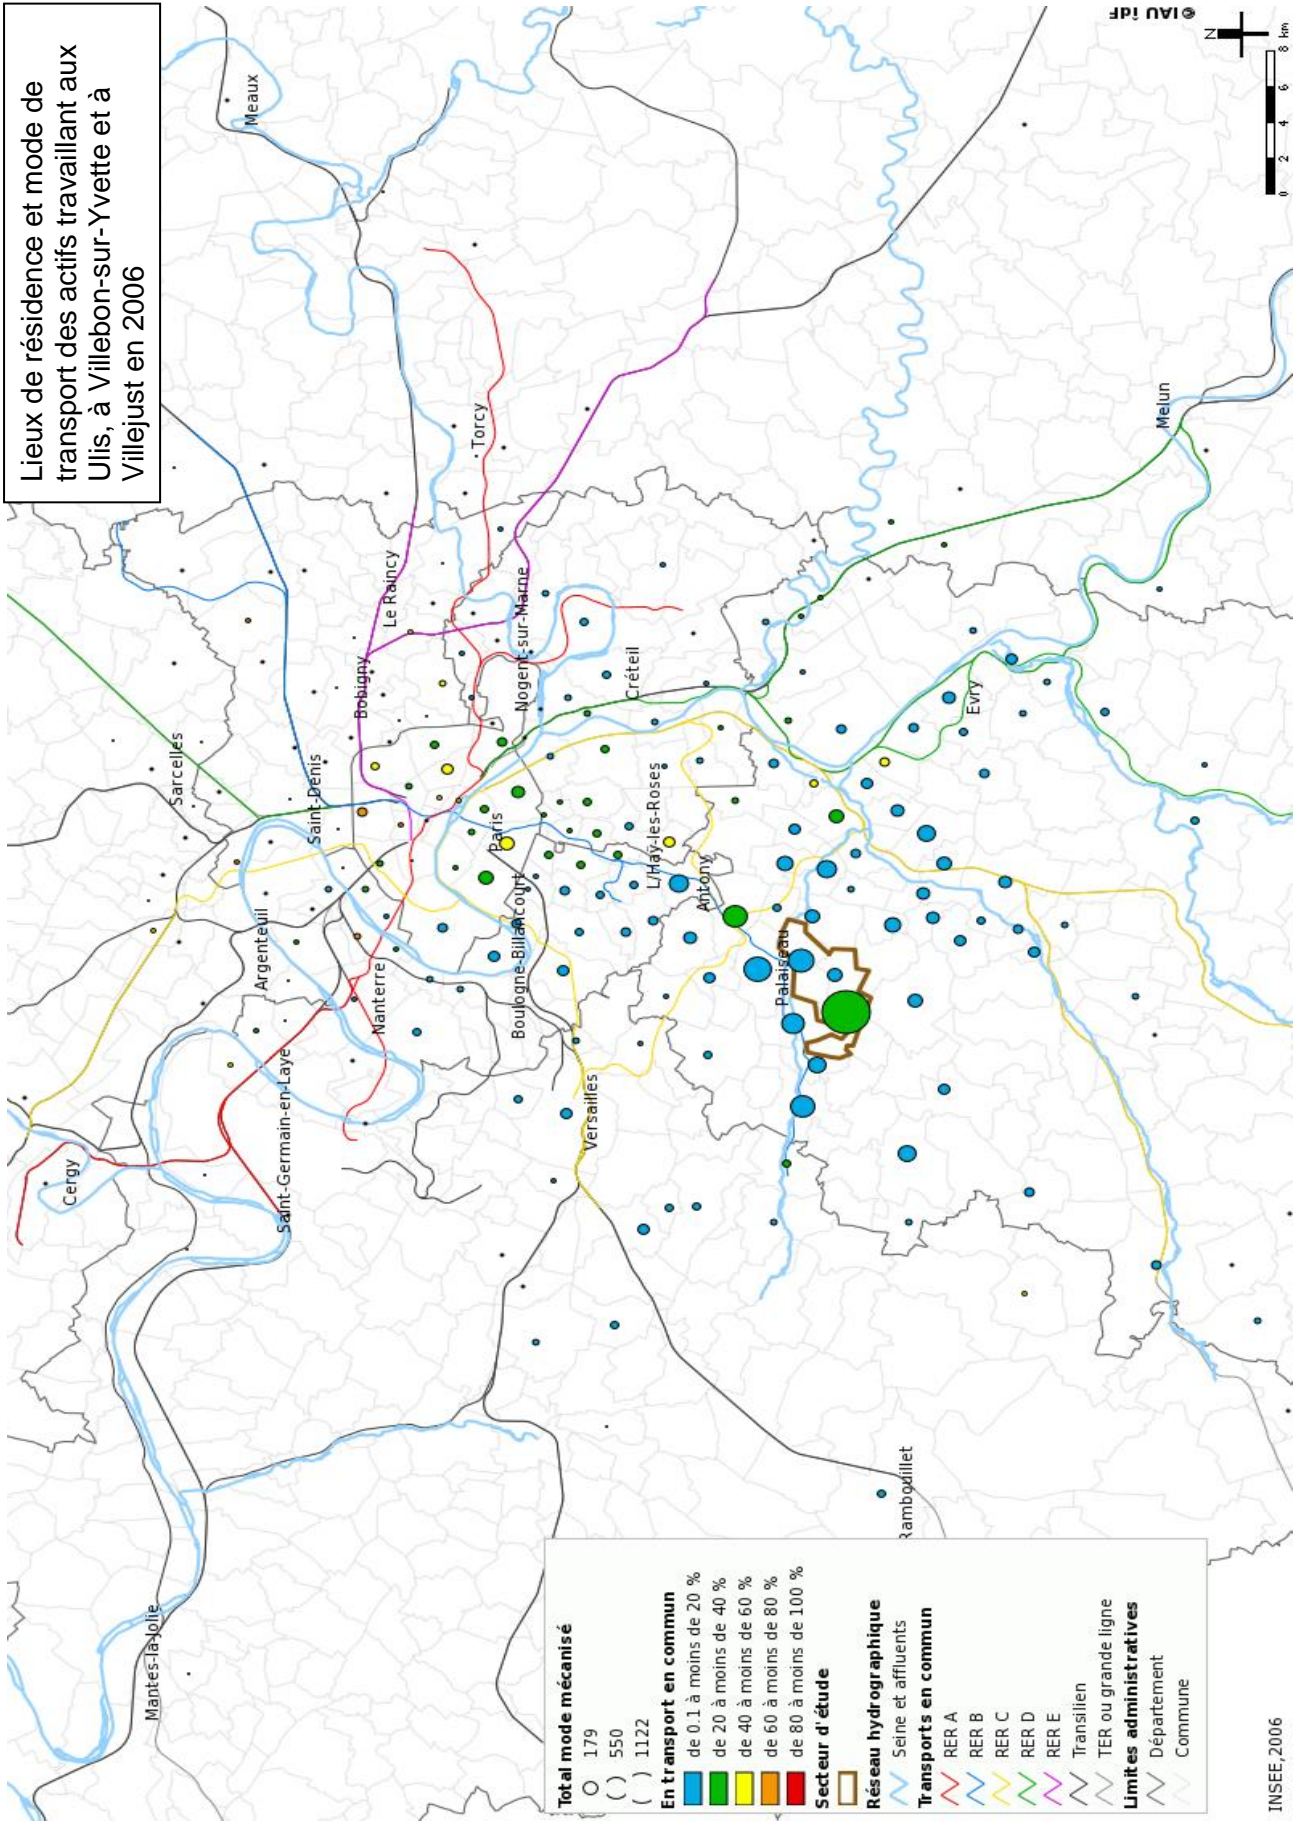 Lieux de résidence et mode de
transport des actifs travaillant aux
Ulis, à Villebon-sur-Yvette et à
Villejust en 2006
Meaux
Torcy
Melun
Sarcelles
Le Raincy
Bobigny
Nogent-sur-Marne
Créteil
Evry
Saint-Denis
Paris
L'Haÿ-les-Roses
Antony
Argenteuil
Boulogne-Billancourt
Palaiseau
Nanterre
Versailles
Saint-Germain-en-Laye
Cergy
Mantes-la-Jolie
Rambouillet
Total mode mécanisé
179
550
1122
En transport en commun
de 0.1 à moins de 20 %
de 20 à moins de 40 %
de 40 à moins de 60 %
de 60 à moins de 80 %
de 80 à moins de 100 %
Secteur d'étude
Réseau hydrographique
Seine et affluents
Transports en commun
RER A
RER B
RER C
RER D
RER E
Transilien
TER ou grande ligne
Limites administratives
Département
Commune
INSEE,2006
©IAU îdF
N
0 2 4 6 8 km